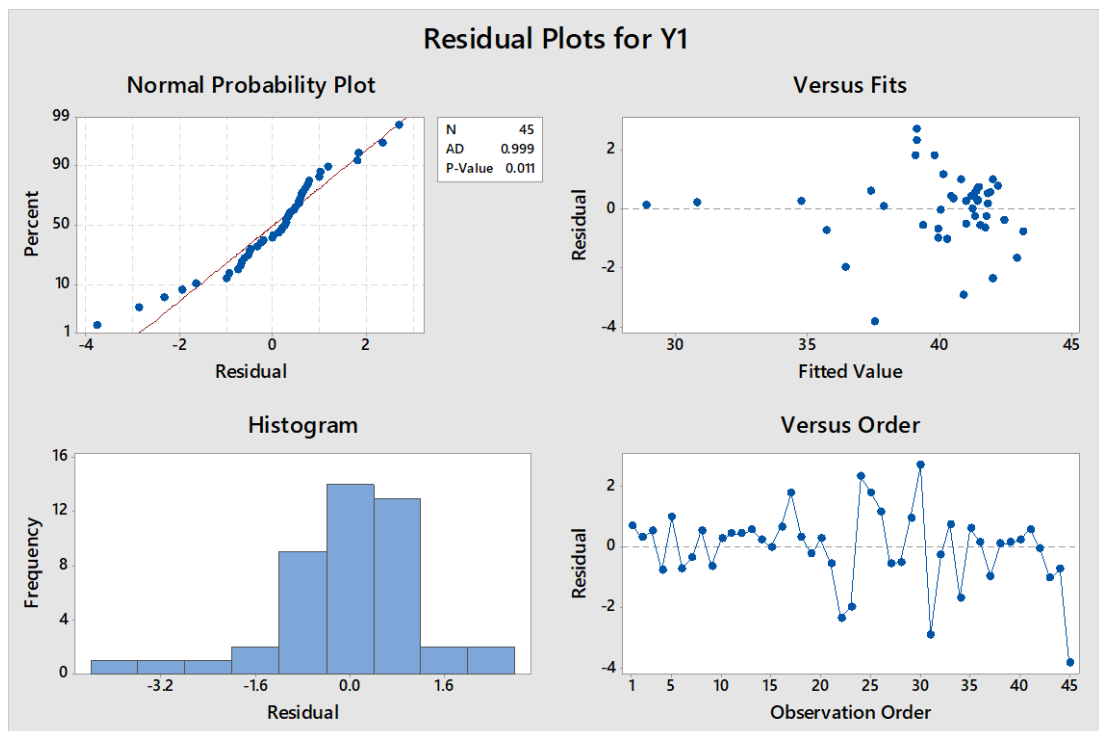 Residual Plots for Y1
Normal Probability Plot
99
90
50
10
1
Percent
-4
-2
0
2
Residual
N 45
AD 0.999
P-Value 0.011
Versus Fits
2
0
-2
-4
Residual
30
35
40
45
Fitted Value
Histogram
16
12
8
4
0
Frequency
-3.2
-1.6
0.0
1.6
Residual
Versus Order
2
0
-2
-4
Residual
1
5
10
15
20
25
30
35
40
45
Observation Order